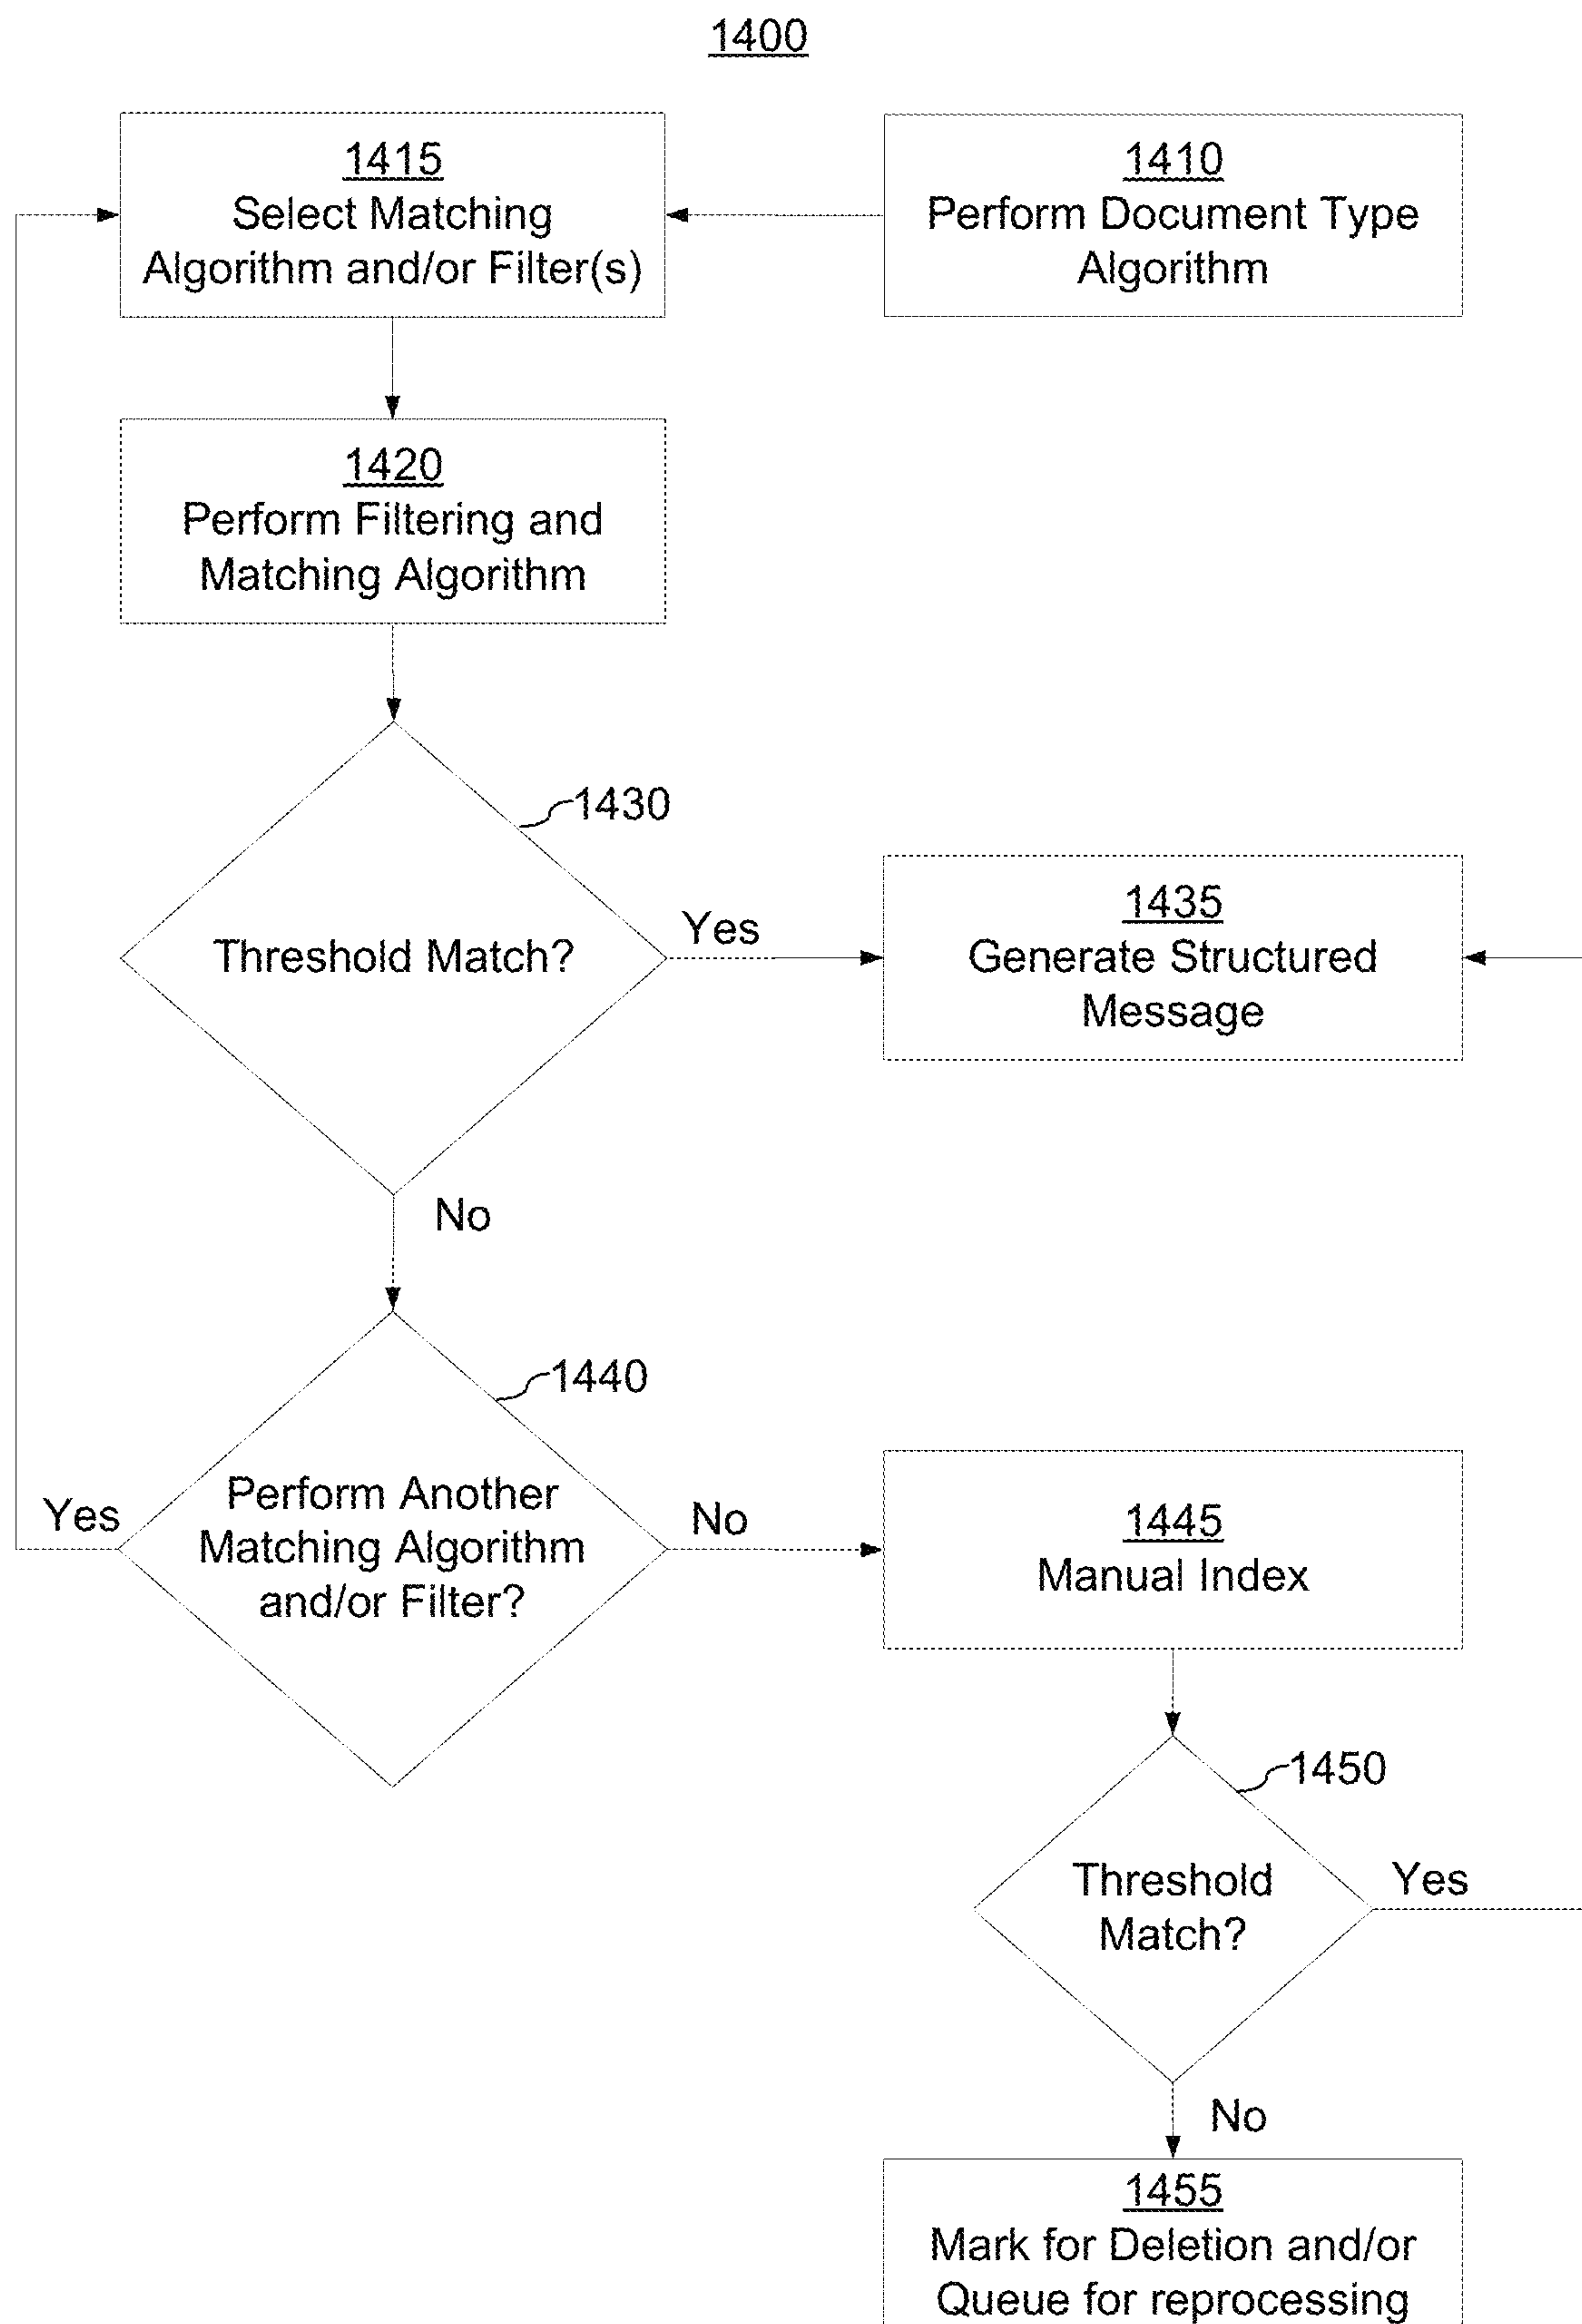 1400
1415
Select Matching
Algorithm and/or Filter(s)
1410
Perform Document Type
Algorithm
1420
Perform Filtering and
Matching Algorithm
1430
Threshold Match?
Yes
1435
Generate Structured
Message
No
1440
Perform Another
Matching Algorithm
and/or Filter?
Yes
No
1445
Manual Index
1450
Threshold
Match?
Yes
No
1455
Mark for Deletion and/or
Queue for reprocessing